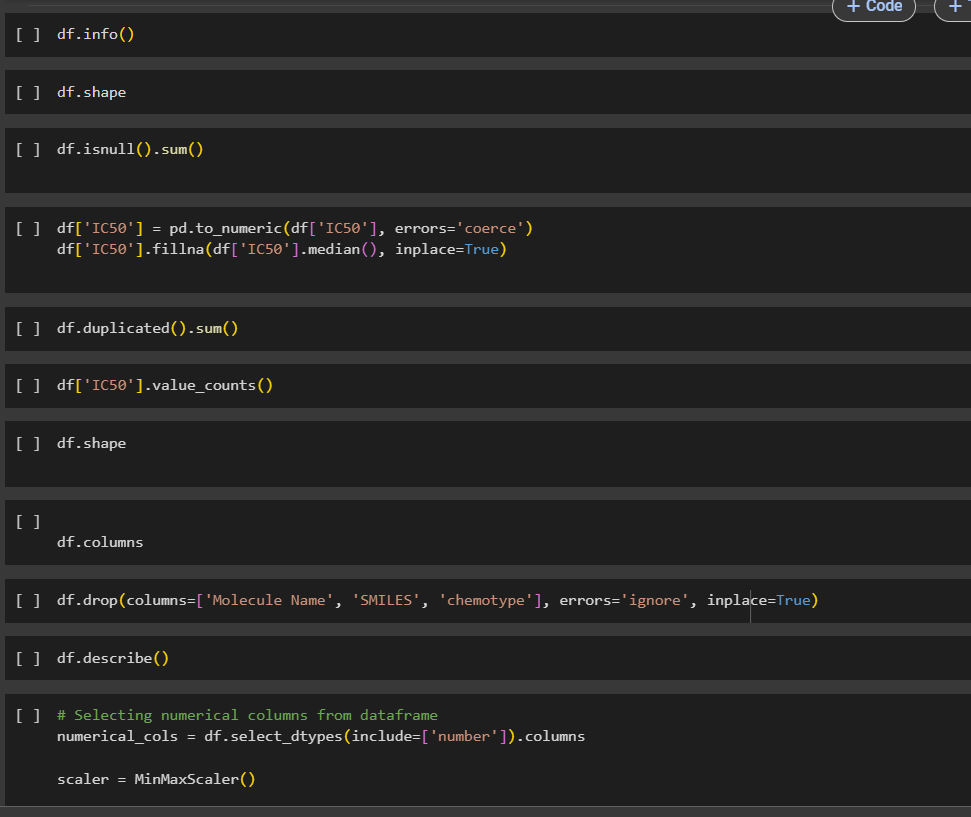 + Code
+
[ ] df.info()
[ ] df.shape
[ ] df.isnull().sum()
[ ] df['IC50'] = pd.to_numeric(df['IC50'], errors='coerce')
df['IC50'].fillna(df['IC50'].median(), inplace=True)
[ ] df.duplicated().sum()
[ ] df['IC50'].value_counts()
[ ] df.shape
[ ]
df.columns
[ ] df.drop(columns=['Molecule Name', 'SMILES', 'chemotype'], errors='ignore', inplace=True)
[ ] df.describe()
[ ] # Selecting numerical columns from dataframe
numerical_cols = df.select_dtypes(include=['number']).columns
scaler = MinMaxScaler()